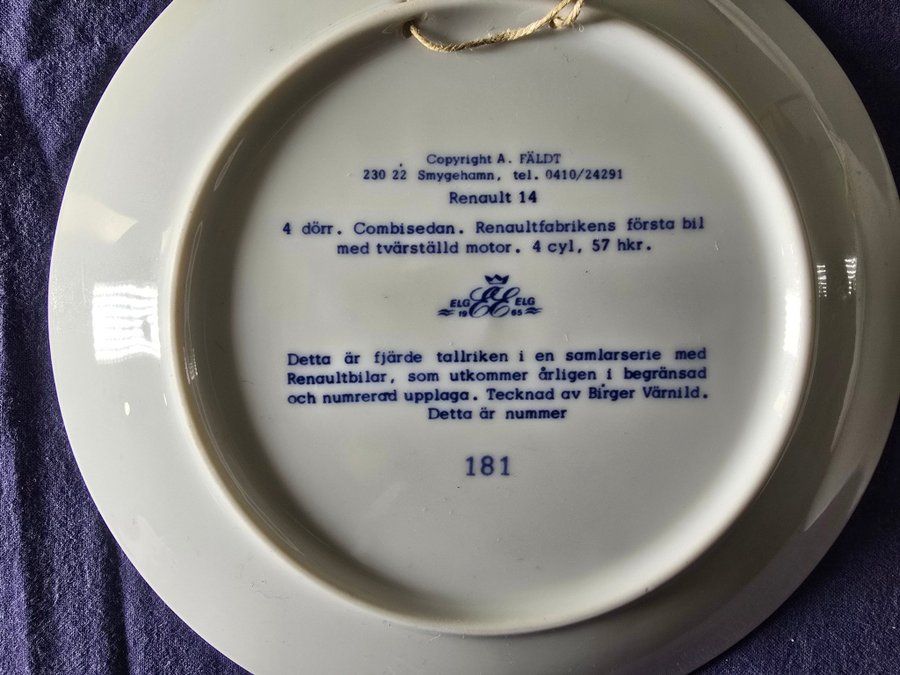 Copyright A. FÄLDT
230 22 Smygehamn, tel. 0410/24291
Renault 14
4 dörr. Combisedan. Renaultfabrikens första bil
med tvärställd motor. 4 cyl, 57 hkr.
ELG EE ELG
19 65
Detta är fjärde tallriken i en samlarserie med
Renaultbilar, som utkommer årligen i begränsad
och numrerad upplaga. Tecknad av Birger Värnild.
Detta är nummer
181